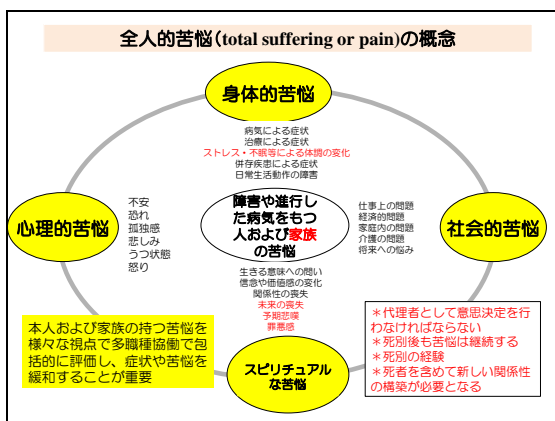 全人的苦悩(total suffering or pain)の概念
身体的苦悩
病気による症状
治療による症状
ストレス・不眠等による体調の変化
併存疾患による症状
日常生活動作の障害
心理的苦悩
不安
恐れ
孤独感
悲しみ
うつ状態
怒り
障害や進行し
た病気をもつ
人および家族
の苦悩
仕事上の問題
経済的問題
家庭内の問題
介護の問題
将来への悩み
社会的苦悩
生きる意味への問い
信念や価値感の変化
関係性の喪失
未来の喪失
予期悲嘆
罪悪感
本人および家族の持つ苦悩を
様々な視点で多職種協働で
包括的に評価し、症状や苦悩を
緩和することが重要
スピリチュアル
な苦悩
＊代理者として意思決定を行
わなければならない
＊死別後も苦悩は継続する
＊死別の経験
＊死者を含めて新しい関係性
の構築が必要となる